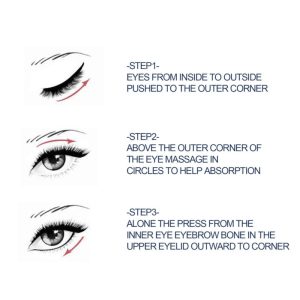 -STEP1-
EYES FROM INSIDE TO OUTSIDE
PUSHED TO THE OUTER CORNER
-STEP2-
ABOVE THE OUTER CORNER OF
THE EYE MASSAGE IN
CIRCLES TO HELP ABSORPTION
-STEP3-
ALONE THE PRESS FROM THE
INNER EYE EYEBROW BONE IN THE
UPPER EYELID OUTWARD TO CORNER